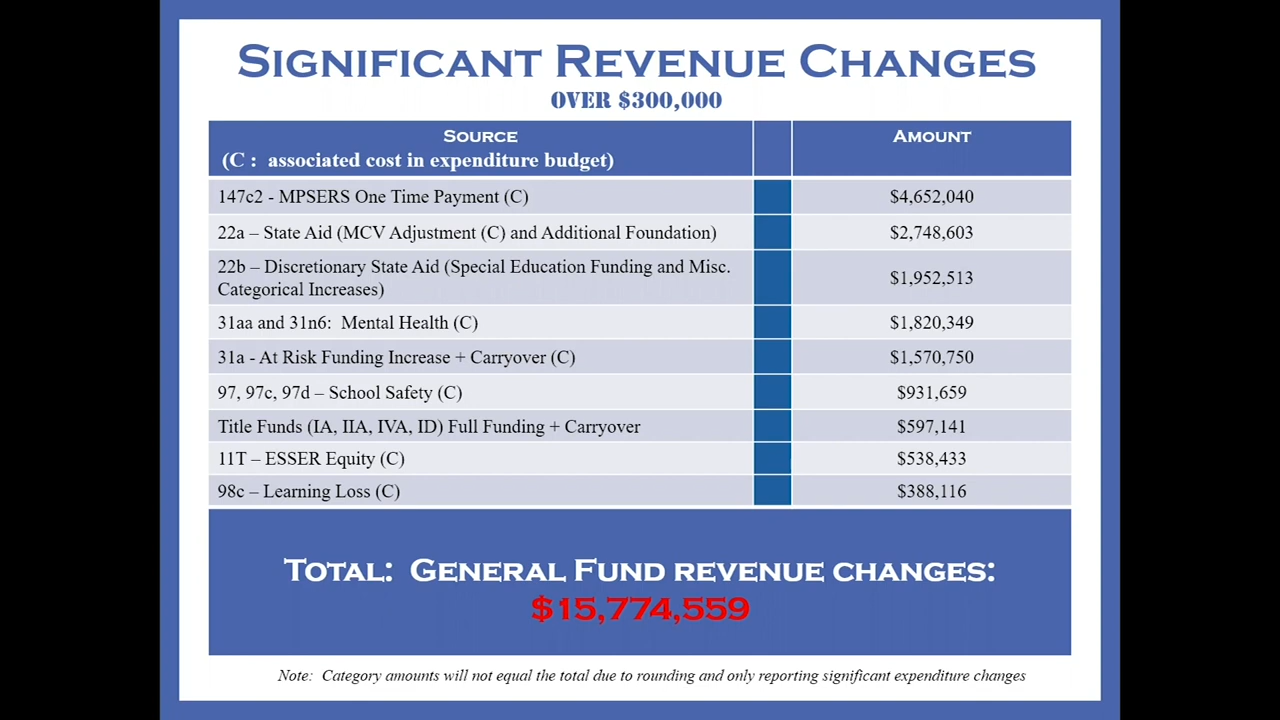 SIGNIFICANT REVENUE CHANGES
OVER $300,000
SOURCE
(C : associated cost in expenditure budget)
AMOUNT
147c2 - MPSERS One Time Payment (C)
$4,652,040
22a – State Aid (MCV Adjustment (C) and Additional Foundation)
$2,748,603
22b – Discretionary State Aid (Special Education Funding and Misc.
Categorical Increases)
$1,952,513
31aa and 31n6: Mental Health (C)
$1,820,349
31a - At Risk Funding Increase + Carryover (C)
$1,570,750
97, 97c, 97d – School Safety (C)
$931,659
Title Funds (IA, IIA, IVA, ID) Full Funding + Carryover
$597,141
11T – ESSER Equity (C)
$538,433
98c – Learning Loss (C)
$388,116
TOTAL: GENERAL FUND REVENUE CHANGES:
$15,774,559
Note: Category amounts will not equal the total due to rounding and only reporting significant expenditure changes